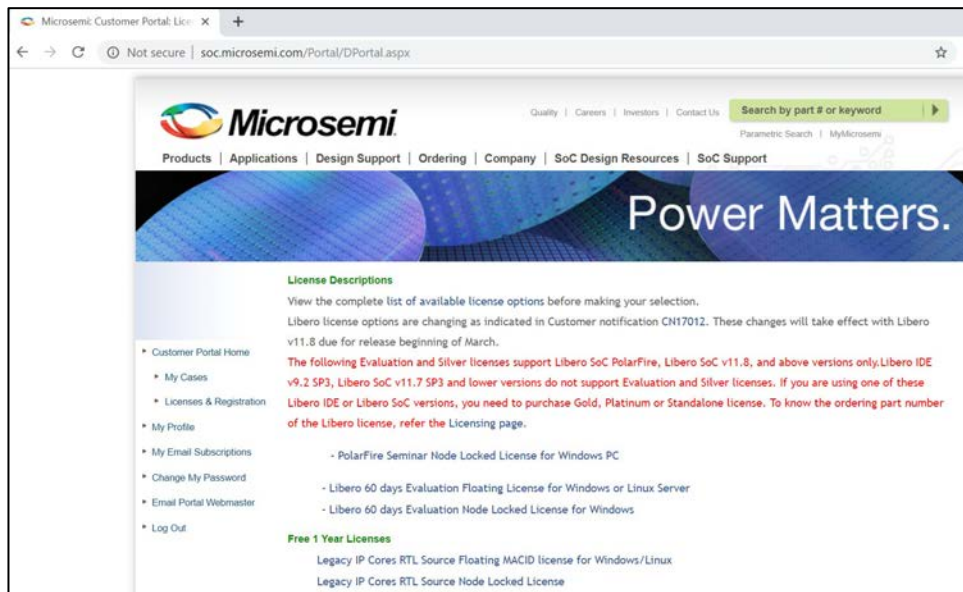 Microsemi: Customer Portal: Lice
Not secure | soc.microsemi.com/Portal/DPortal.aspx
Microsemi
Quality | Careers | Investors | Contact Us
Search by part # or keyword
Parametric Search | MyMicrosemi
Products | Applications | Design Support | Ordering | Company | SoC Design Resources | SoC Support
Power Matters.
Customer Portal Home
My Cases
Licenses & Registration
My Profile
My Email Subscriptions
Change My Password
Email Portal Webmaster
Log Out
License Descriptions
View the complete list of available license options before making your selection.
Libero license options are changing as indicated in Customer notification CN17012. These changes will take effect with Libero
v11.8 due for release beginning of March.
The following Evaluation and Silver licenses support Libero SoC PolarFire, Libero SoC v11.8, and above versions only.Libero IDE
v9.2 SP3, Libero SoC v11.7 SP3 and lower versions do not support Evaluation and Silver licenses. If you are using one of these
Libero IDE or Libero SoC versions, you need to purchase Gold, Platinum or Standalone license. To know the ordering part number
of the Libero license, refer the Licensing page.
- PolarFire Seminar Node Locked License for Windows PC
- Libero 60 days Evaluation Floating License for Windows or Linux Server
- Libero 60 days Evaluation Node Locked License for Windows
Free 1 Year Licenses
Legacy IP Cores RTL Source Floating MACID license for Windows/Linux
Legacy IP Cores RTL Source Node Locked License